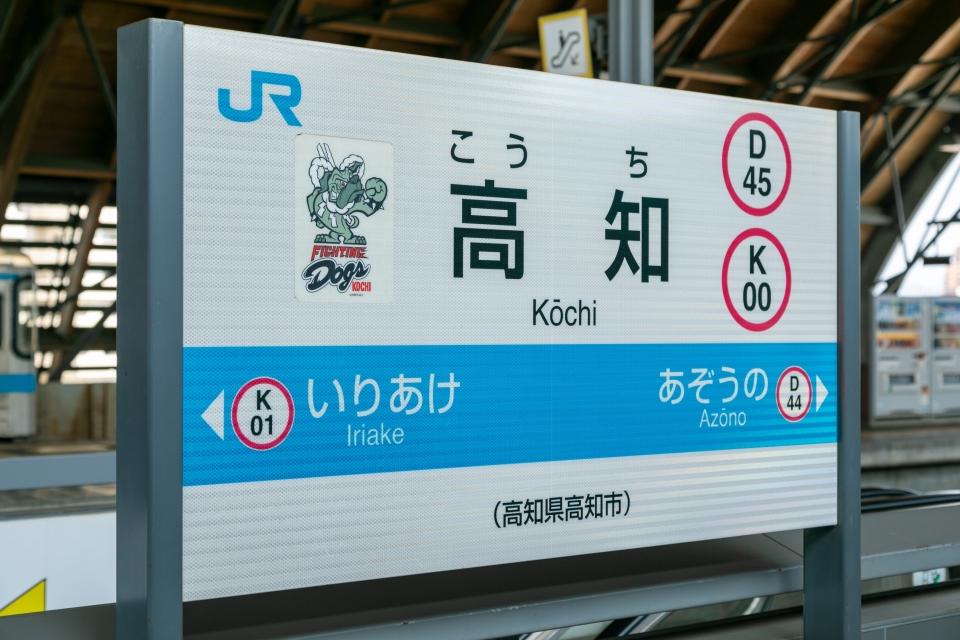 JR
こうち
高知
Kōchi
D
45
K
00
FIGHTING
Dogs
KOCHI
K
01
いりあけ
Iriake
あぞうの
Azōno
D
44
(高知県高知市)